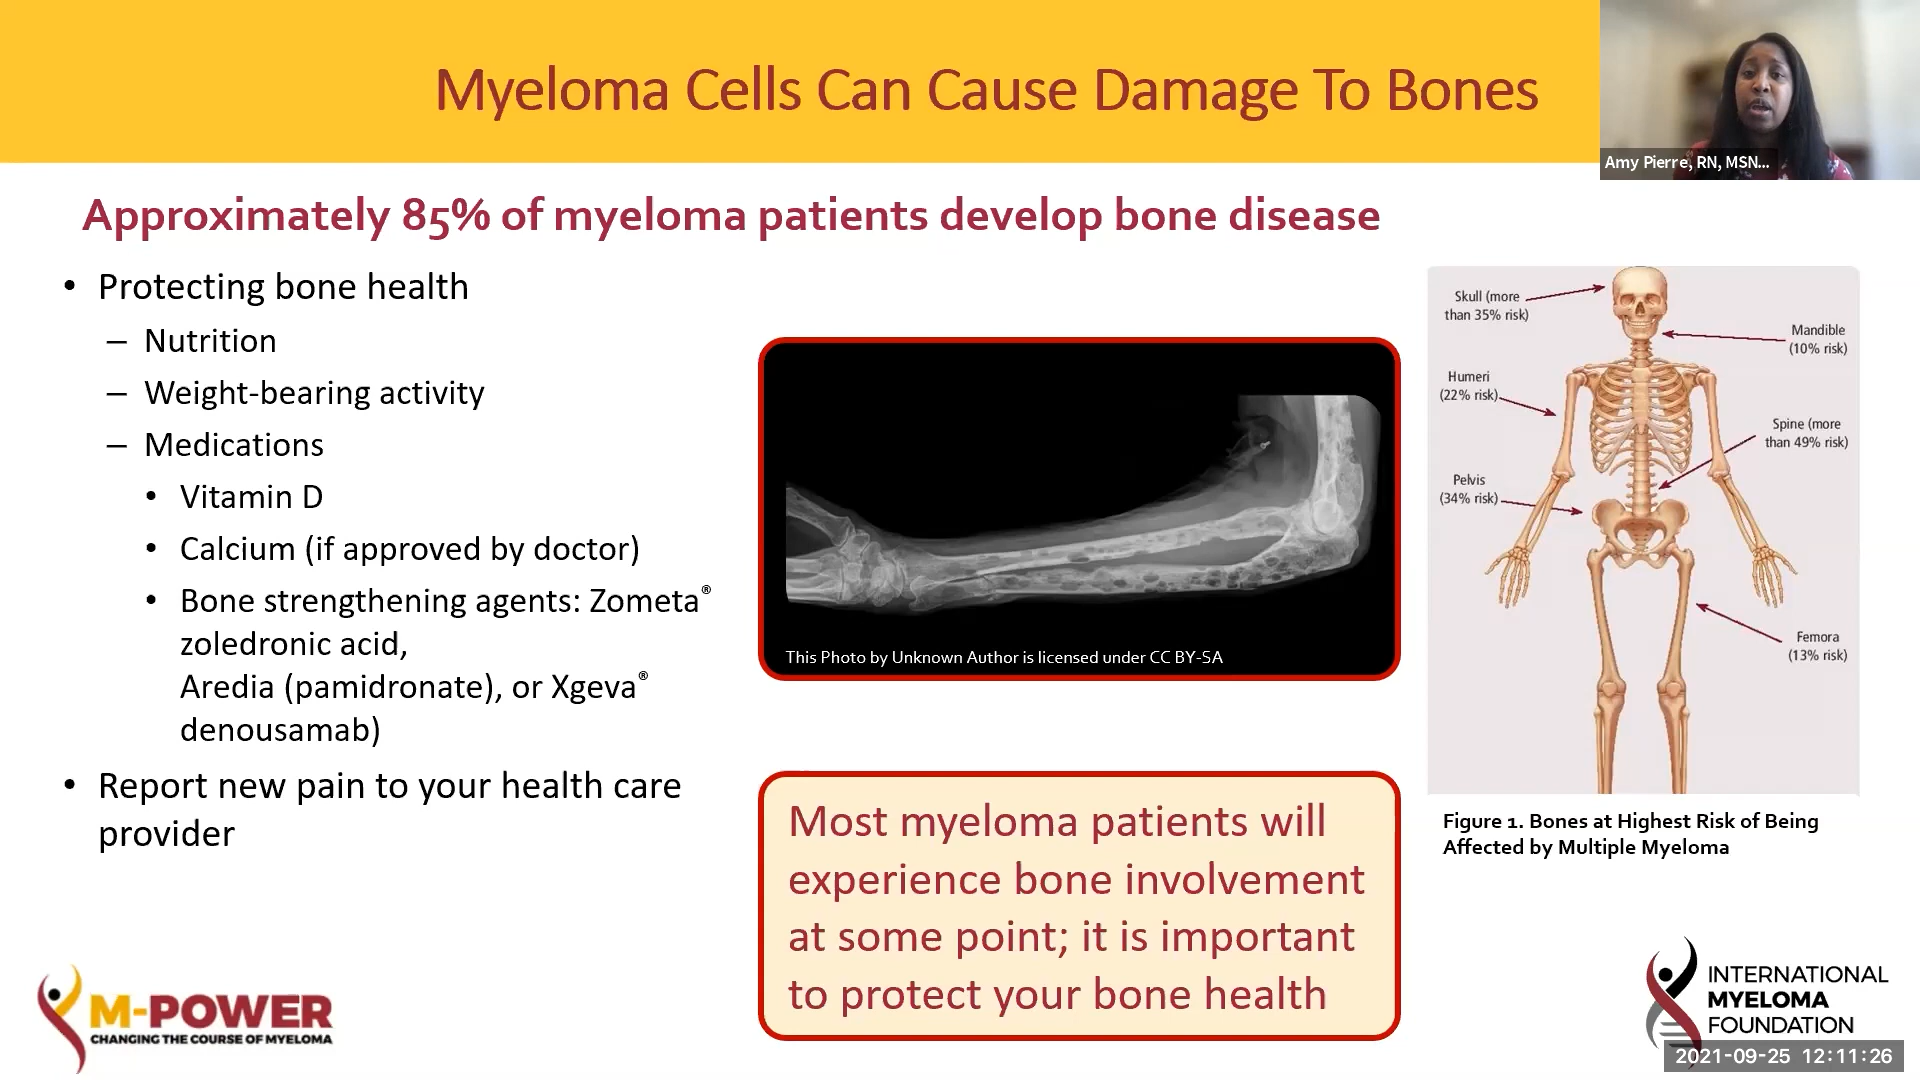 Myeloma Cells Can Cause Damage To Bones
Amy Pierre, RN, MSN...
Approximately 85% of myeloma patients develop bone disease
• Protecting bone health
– Nutrition
– Weight-bearing activity
– Medications
• Vitamin D
• Calcium (if approved by doctor)
• Bone strengthening agents: Zometa®
zoledronic acid,
Aredia (pamidronate), or Xgeva®
denousamab)
• Report new pain to your health care
provider
This Photo by Unknown Author is licensed under CC BY-SA
Most myeloma patients will
experience bone involvement
at some point; it is important
to protect your bone health
Skull (more
than 35% risk)
Mandible
(10% risk)
Humeri
(22% risk)
Spine (more
than 49% risk)
Pelvis
(34% risk)
Femora
(13% risk)
Figure 1. Bones at Highest Risk of Being
Affected by Multiple Myeloma
M-POWER
CHANGING THE COURSE OF MYELOMA
INTERNATIONAL
MYELOMA
FOUNDATION
2021-09-25 12:11:26